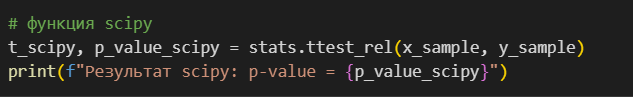 # функция scipy
t_scipy, p_value_scipy = stats.ttest_rel(x_sample, y_sample)
print(f"Результат scipy: p-value = {p_value_scipy}")